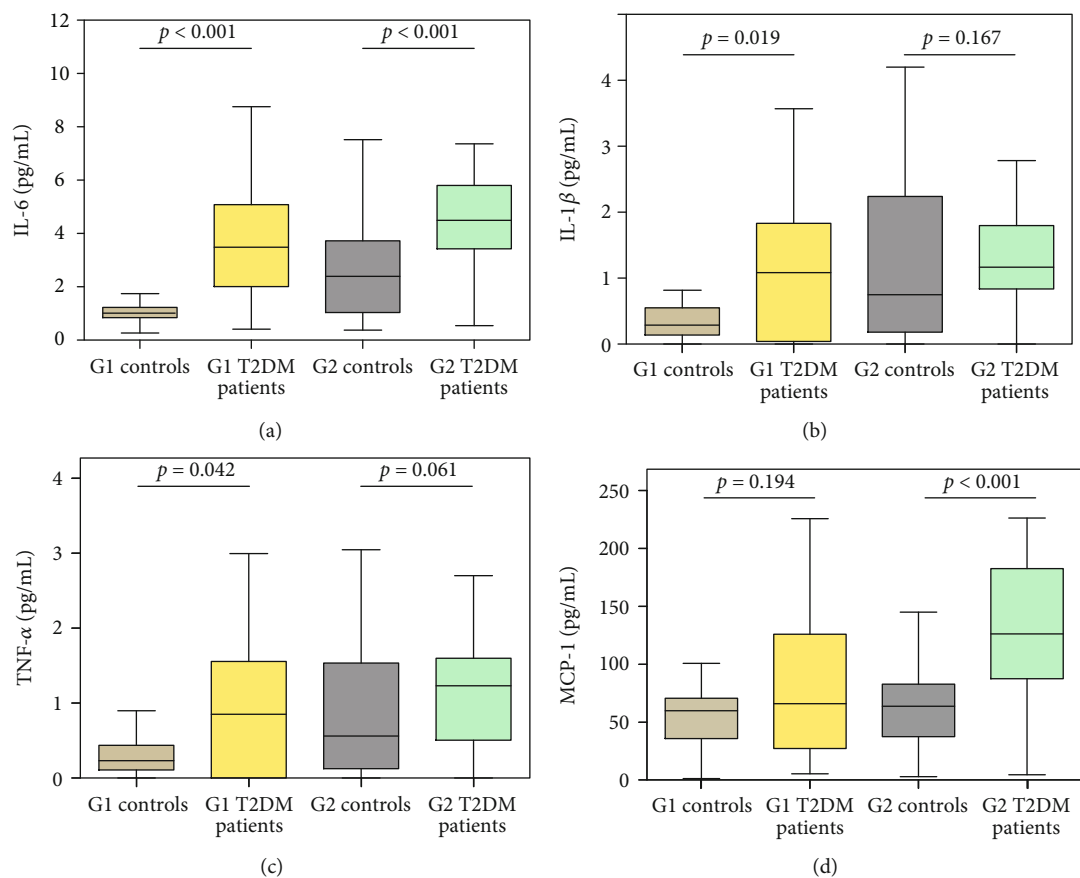 p < 0.001
p < 0.001
12
10
8
6
4
2
0
IL-6 (pg/mL)
G1 controls
G1 T2DM
patients
G2 controls
G2 T2DM
patients
(a)
p = 0.019
p = 0.167
4
3
2
1
0
IL-1β (pg/mL)
G1 controls
G1 T2DM
patients
G2 controls
G2 T2DM
patients
(b)
p = 0.042
p = 0.061
4
3
2
1
0
TNF-α (pg/mL)
G1 controls
G1 T2DM
patients
G2 controls
G2 T2DM
patients
(c)
p = 0.194
p < 0.001
250
200
150
100
50
0
MCP-1 (pg/mL)
G1 controls
G1 T2DM
patients
G2 controls
G2 T2DM
patients
(d)